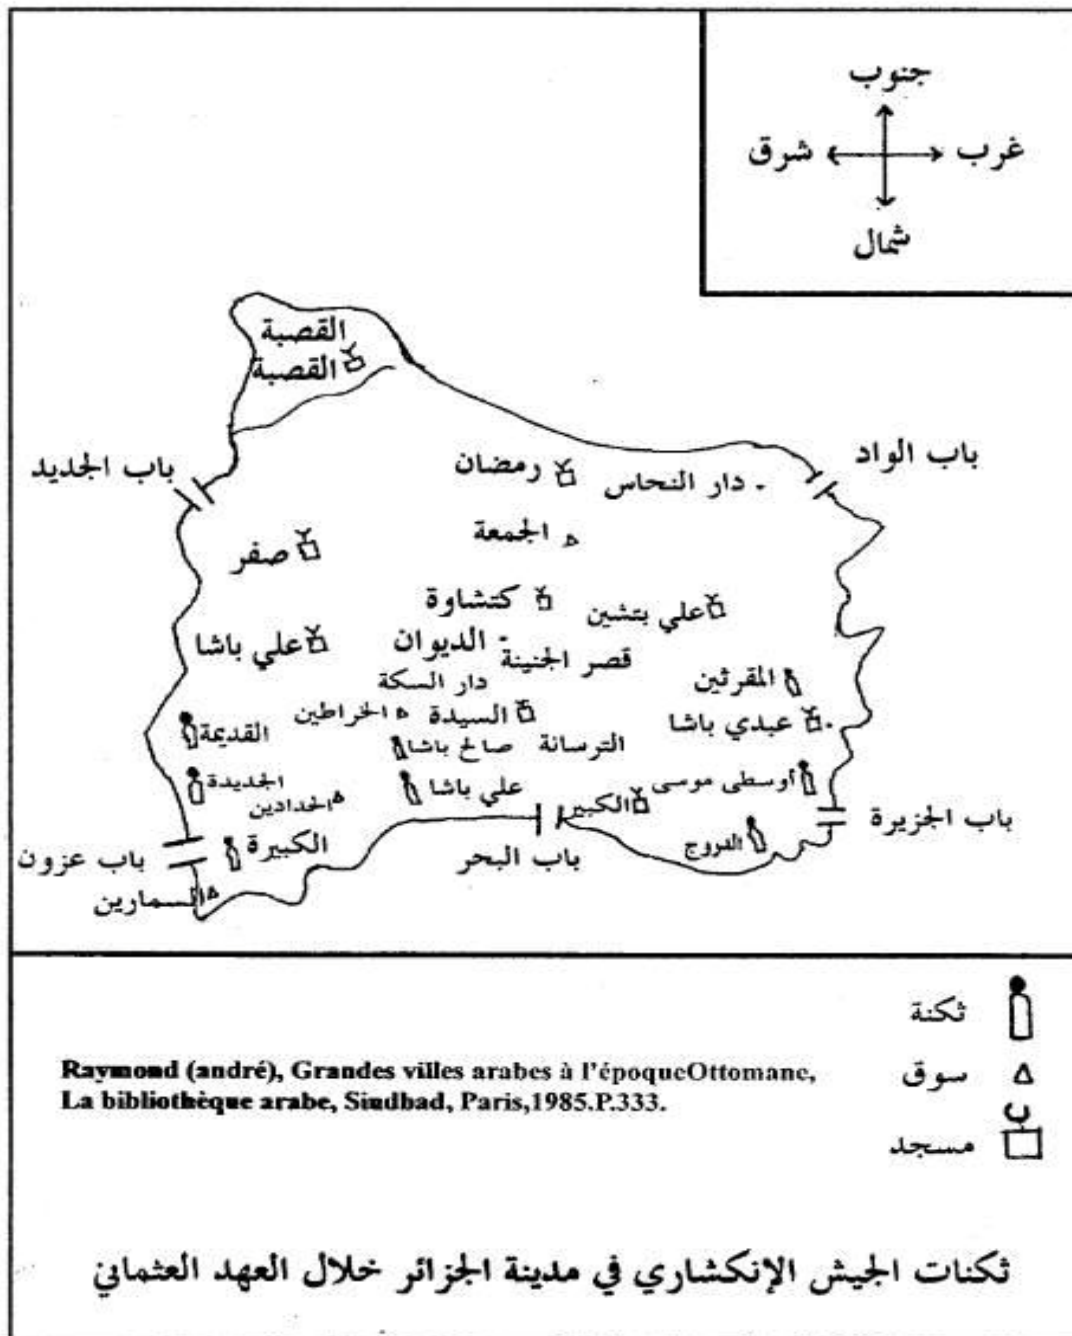 جنوب
غرب
شرق
شمال
القصبة
القصبة
باب الواد
باب الجديد
رمضان
دار النحاس
الجمعة
صفر
كتشاوة
علي بتشين
علي باشا
الديوان
قصر الجنينة
دار السكة
المقرئين
القديمة
الخراطين
السيدة
عبدي باشا
صالح باشا
الترسانة
الجديدة
الحدادين
علي باشا
الكبير
أوسطى موسى
باب الجزيرة
باب عزون
الكبيرة
باب البحر
الدروج
السمارين
ثكنة
سوق
مسجد
Raymond (andré), Grandes villes arabes à l'époqueOttomane,
La bibliothèque arabe, Sindbad, Paris,1985.P.333.
ثكنات الجيش الإنكشاري في مدينة الجزائر خلال العهد العثماني